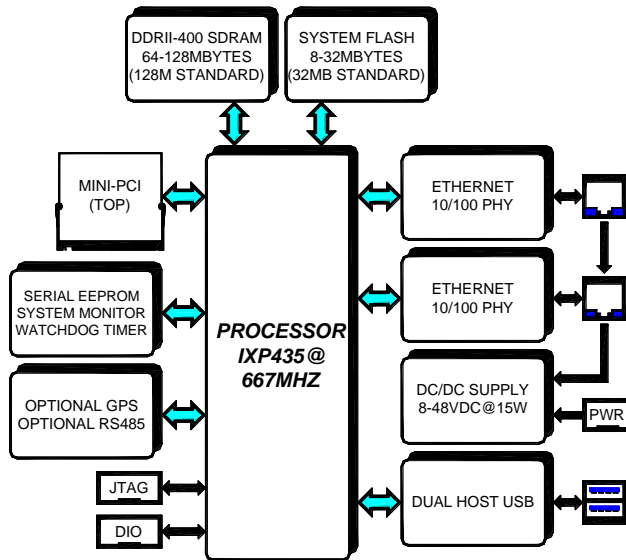 DDRII-400 SDRAM
64-128MBYTES
(128M STANDARD)
SYSTEM FLASH
8-32MBYTES
(32MB STANDARD)
MINI-PCI
(TOP)
ETHERNET
10/100 PHY
SERIAL EEPROM
SYSTEM MONITOR
WATCHDOG TIMER
PROCESSOR
IXP435@
667MHZ
ETHERNET
10/100 PHY
OPTIONAL GPS
OPTIONAL RS485
DC/DC SUPPLY
8-48VDC@15W
PWR
JTAG
DIO
DUAL HOST USB